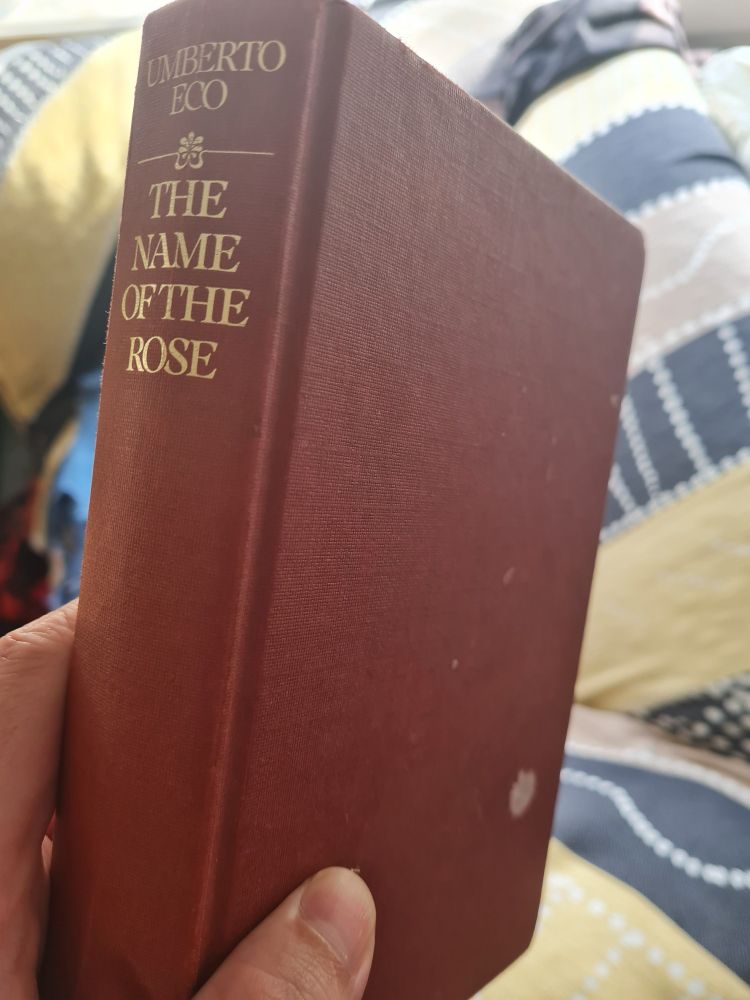 UMBERTO
ECO
THE
NAME
OF THE
ROSE